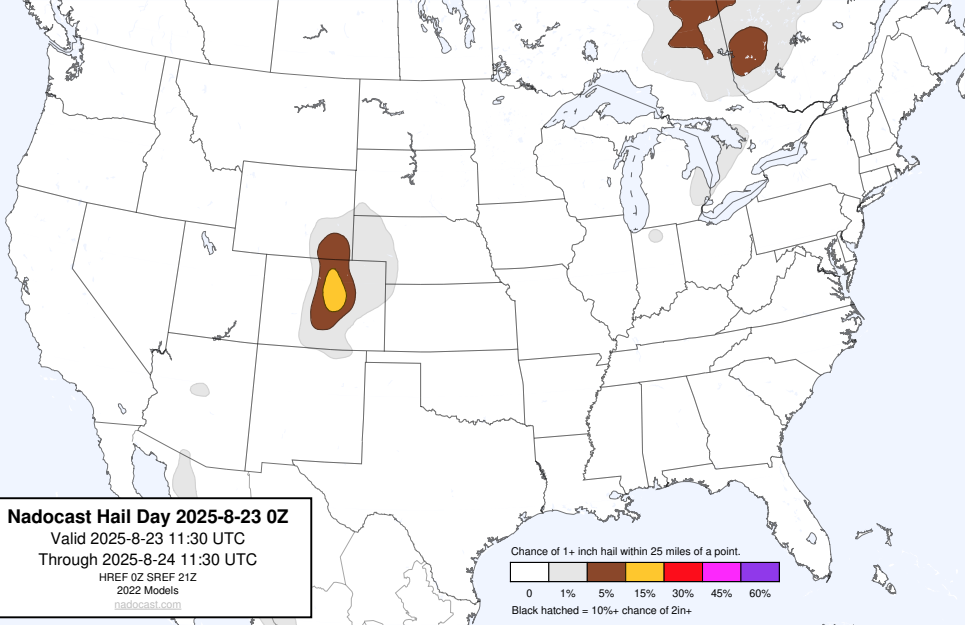 Nadocast Hail Day 2025-8-23 0Z
Valid 2025-8-23 11:30 UTC
Through 2025-8-24 11:30 UTC
HREF 0Z SREF 21Z
2022 Models
nadocast.com
Chance of 1+ inch hail within 25 miles of a point.
0 1% 5% 15% 30% 45% 60%
Black hatched = 10%+ chance of 2in+